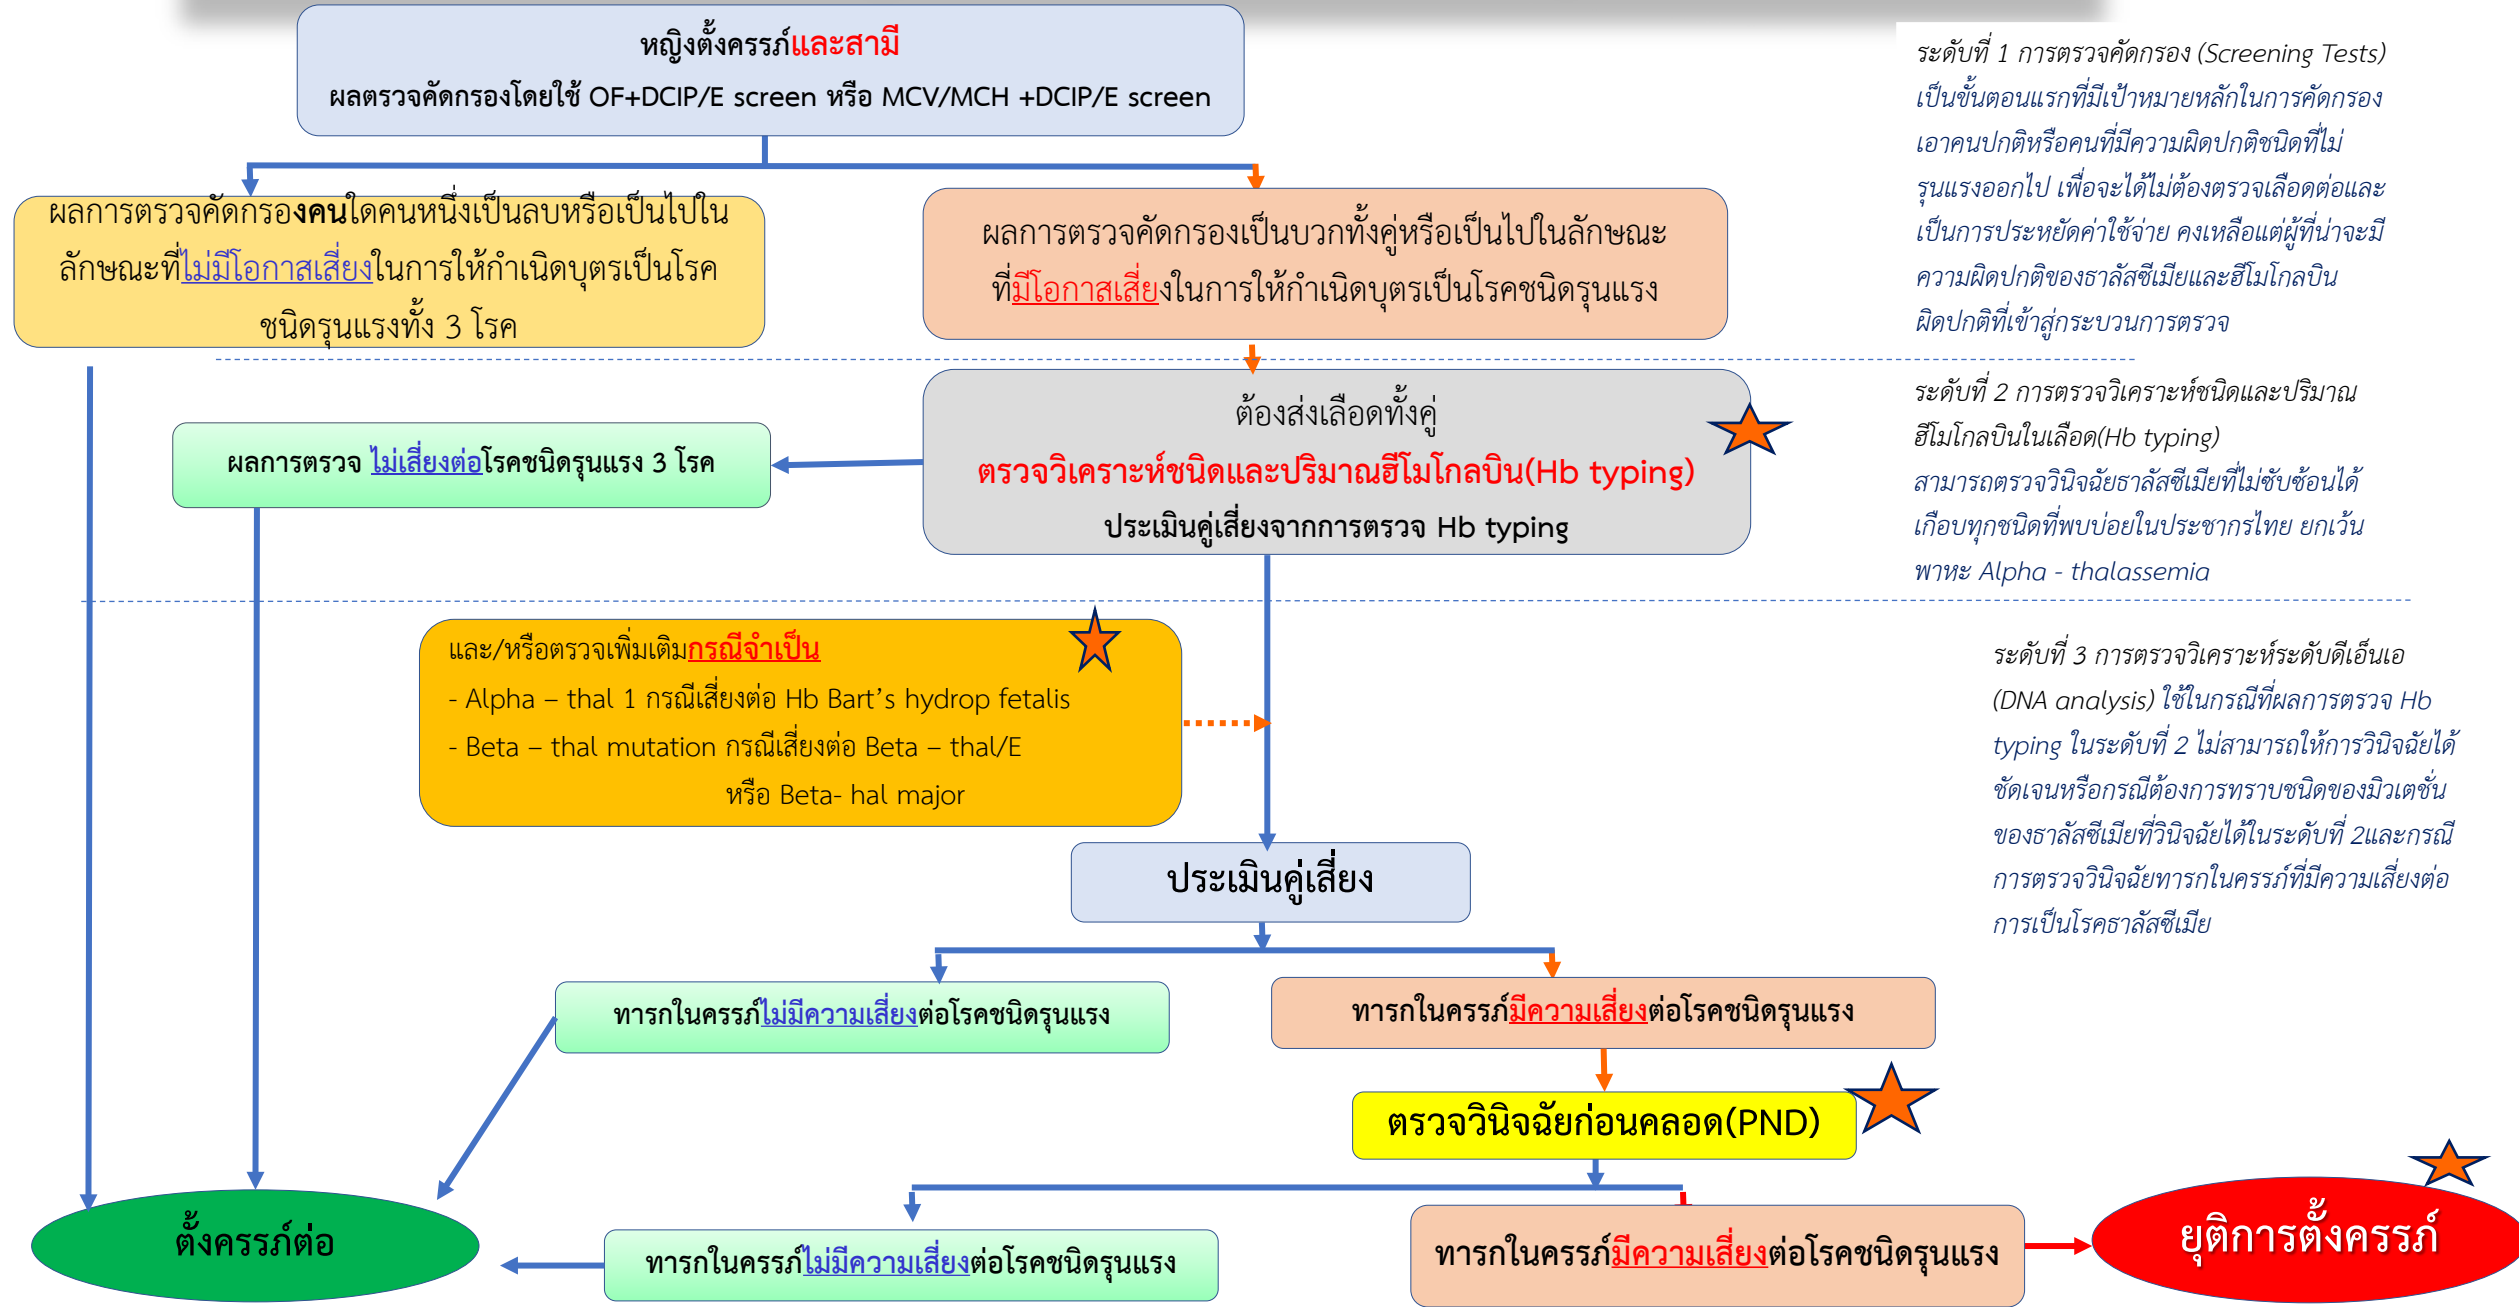 หญิงตั้งครรภ์และสามี
ผลตรวจคัดกรองโดยใช้ OF+DCIP/E screen หรือ MCV/MCH +DCIP/E screen
ผลการตรวจคัดกรองคนใดคนหนึ่งเป็นลบหรือเป็นไปใน
ลักษณะที่ไม่มีโอกาสเสี่ยงในการให้กำเนิดบุตรเป็นโรค
ชนิดรุนแรงทั้ง 3 โรค
ผลการตรวจคัดกรองเป็นบวกทั้งคู่หรือเป็นไปในลักษณะ
ที่มีโอกาสเสี่ยงในการให้กำเนิดบุตรเป็นโรคชนิดรุนแรง
ระดับที่ 1 การตรวจคัดกรอง (Screening Tests)
เป็นขั้นตอนแรกที่มีเป้าหมายหลักในการคัดกรอง
เอาคนปกติหรือคนที่มีความผิดปกติชนิดที่ไม่
รุนแรงออกไป เพื่อจะได้ไม่ต้องตรวจเลือดต่อและ
เป็นการประหยัดค่าใช้จ่าย คงเหลือแต่ผู้ที่น่าจะมี
ความผิดปกติของธาลัสซีเมียและฮีโมโกลบิน
ผิดปกติที่เข้าสู่กระบวนการตรวจ
ต้องส่งเลือดทั้งคู่
ตรวจวิเคราะห์ชนิดและปริมาณฮีโมโกลบิน(Hb typing)
ประเมินคู่เสี่ยงจากการตรวจ Hb typing
ผลการตรวจ ไม่เสี่ยงต่อโรคชนิดรุนแรง 3 โรค
ระดับที่ 2 การตรวจวิเคราะห์ชนิดและปริมาณ
ฮีโมโกลบินในเลือด(Hb typing)
สามารถตรวจวินิจฉัยธาลัสซีเมียที่ไม่ซับซ้อนได้
เกือบทุกชนิดที่พบบ่อยในประชากรไทย ยกเว้น
พาหะ Alpha - thalassemia
และ/หรือตรวจเพิ่มเติมกรณีจำเป็น
- Alpha – thal 1 กรณีเสี่ยงต่อ Hb Bart’s hydrop fetalis
- Beta – thal mutation กรณีเสี่ยงต่อ Beta – thal/E
หรือ Beta- hal major
ระดับที่ 3 การตรวจวิเคราะห์ระดับดีเอ็นเอ
(DNA analysis) ใช้ในกรณีที่ผลการตรวจ Hb
typing ในระดับที่ 2 ไม่สามารถให้การวินิจฉัยได้
ชัดเจนหรือกรณีต้องการทราบชนิดของมิวเตชั่น
ของธาลัสซีเมียที่วินิจฉัยได้ในระดับที่ 2และกรณี
การตรวจวินิจฉัยทารกในครรภ์ที่มีความเสี่ยงต่อ
การเป็นโรคธาลัสซีเมีย
ประเมินคู่เสี่ยง
ทารกในครรภ์ไม่มีความเสี่ยงต่อโรคชนิดรุนแรง
ทารกในครรภ์มีความเสี่ยงต่อโรคชนิดรุนแรง
ตรวจวินิจฉัยก่อนคลอด(PND)
ตั้งครรภ์ต่อ
ทารกในครรภ์ไม่มีความเสี่ยงต่อโรคชนิดรุนแรง
ทารกในครรภ์มีความเสี่ยงต่อโรคชนิดรุนแรง
ยุติการตั้งครรภ์